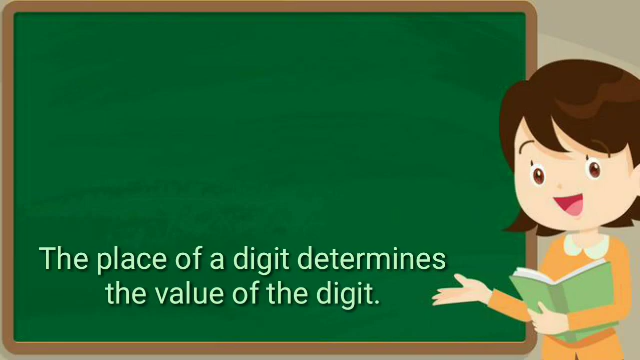 The place of a digit determines
the value of the digit.